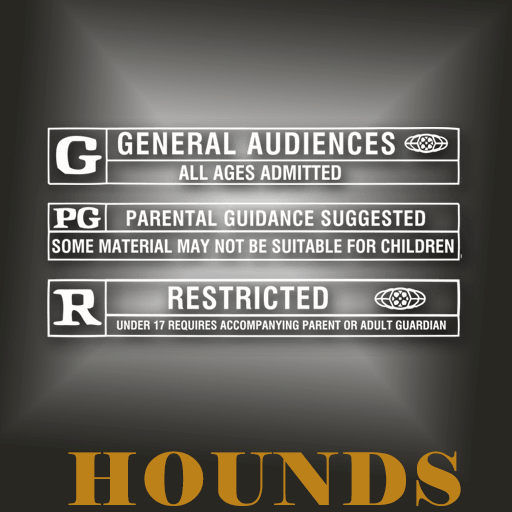 G GENERAL AUDIENCES
ALL AGES ADMITTED
PG PARENTAL GUIDANCE SUGGESTED
SOME MATERIAL MAY NOT BE SUITABLE FOR CHILDREN
R RESTRICTED
UNDER 17 REQUIRES ACCOMPANYING PARENT OR ADULT GUARDIAN
HOUNDS